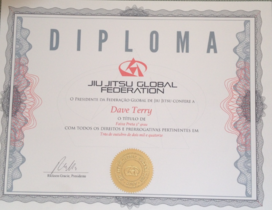 DIPLOMA
JIU JITSU GLOBAL
FEDERATION
O PRESIDENTE DA FEDERAÇÃO GLOBAL DE JIU JITSU CONFERE A
Dave Terry
O TÍTULO DE
COM TODOS OS DIREITOS E PRERROGATIVAS PERTINENTES EM